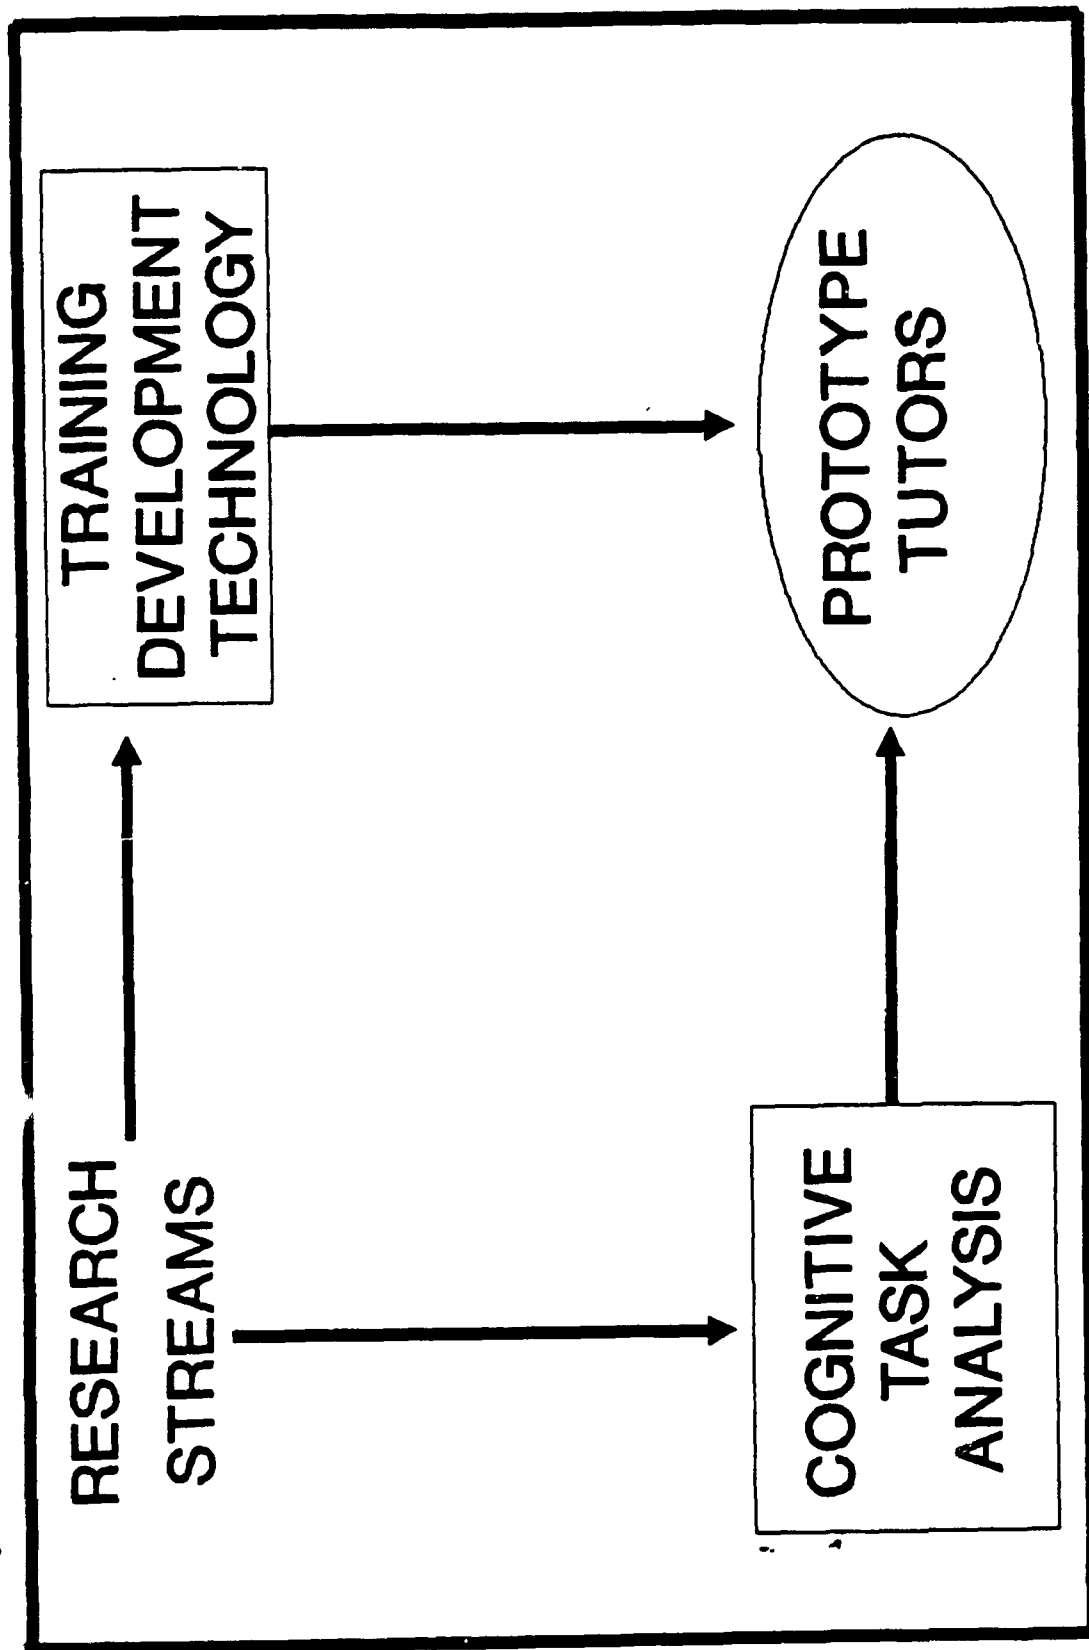 RESEARCH
STREAMS
TRAINING
DEVELOPMENT
TECHNOLOGY
COGNITIVE
TASK
ANALYSIS
PROTOTYPE
TUTORS